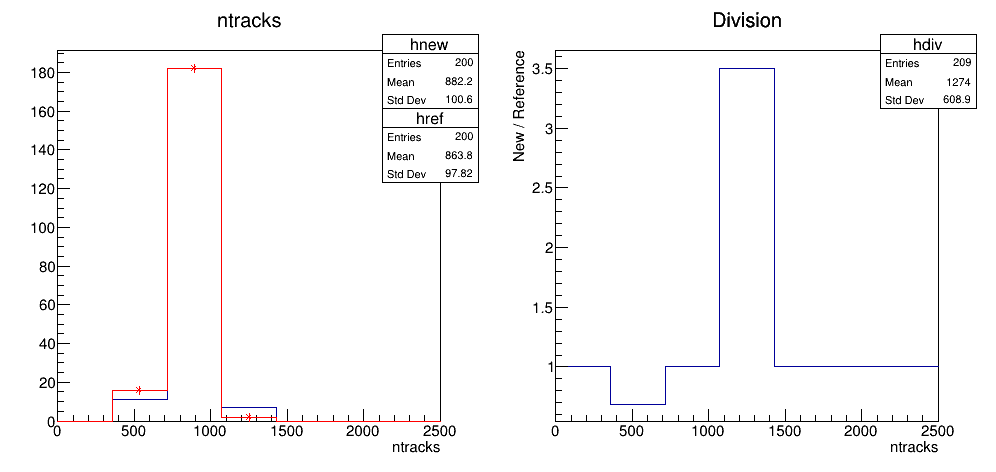 ntracks
hnew
Entries 200
Mean 882.2
Std Dev 100.6
href
Entries 200
Mean 863.8
Std Dev 97.82
180
160
140
120
100
80
60
40
20
0
0 500 1000 1500 2000 2500
ntracks
Division
hdiv
Entries 209
Mean 1274
Std Dev 608.9
New / Reference
3.5
3
2.5
2
1.5
1
0 500 1000 1500 2000 2500
ntracks